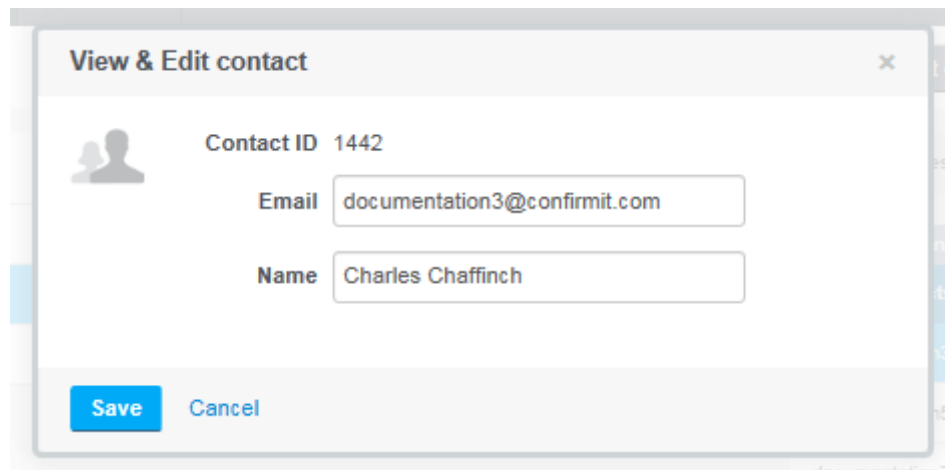 View & Edit contact
×
Contact ID 1442
Email documentation3@confirmit.com
Name Charles Chaffinch
Save Cancel